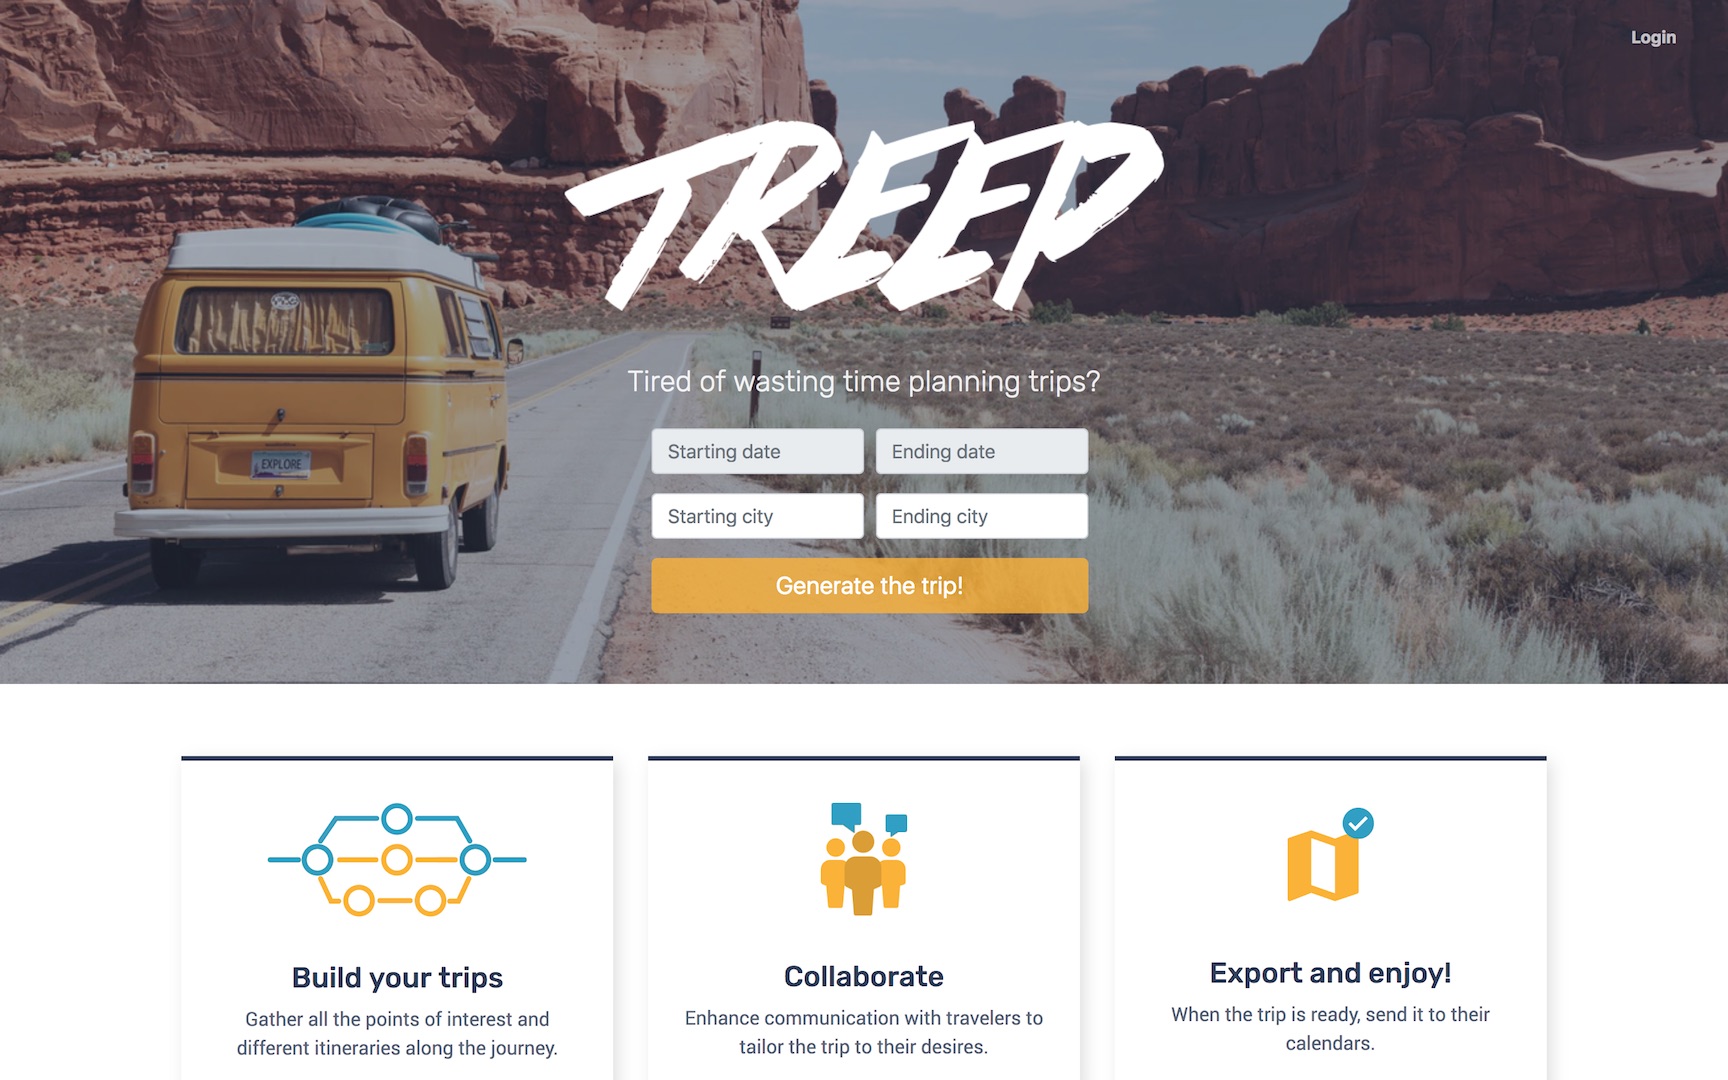 Login
TREEP
EXPLORE
Tired of wasting time planning trips?
Starting date
Ending date
Starting city
Ending city
Generate the trip!
Build your trips
Gather all the points of interest and
different itineraries along the journey.
Collaborate
Enhance communication with travelers to
tailor the trip to their desires.
Export and enjoy!
When the trip is ready, send it to their
calendars.